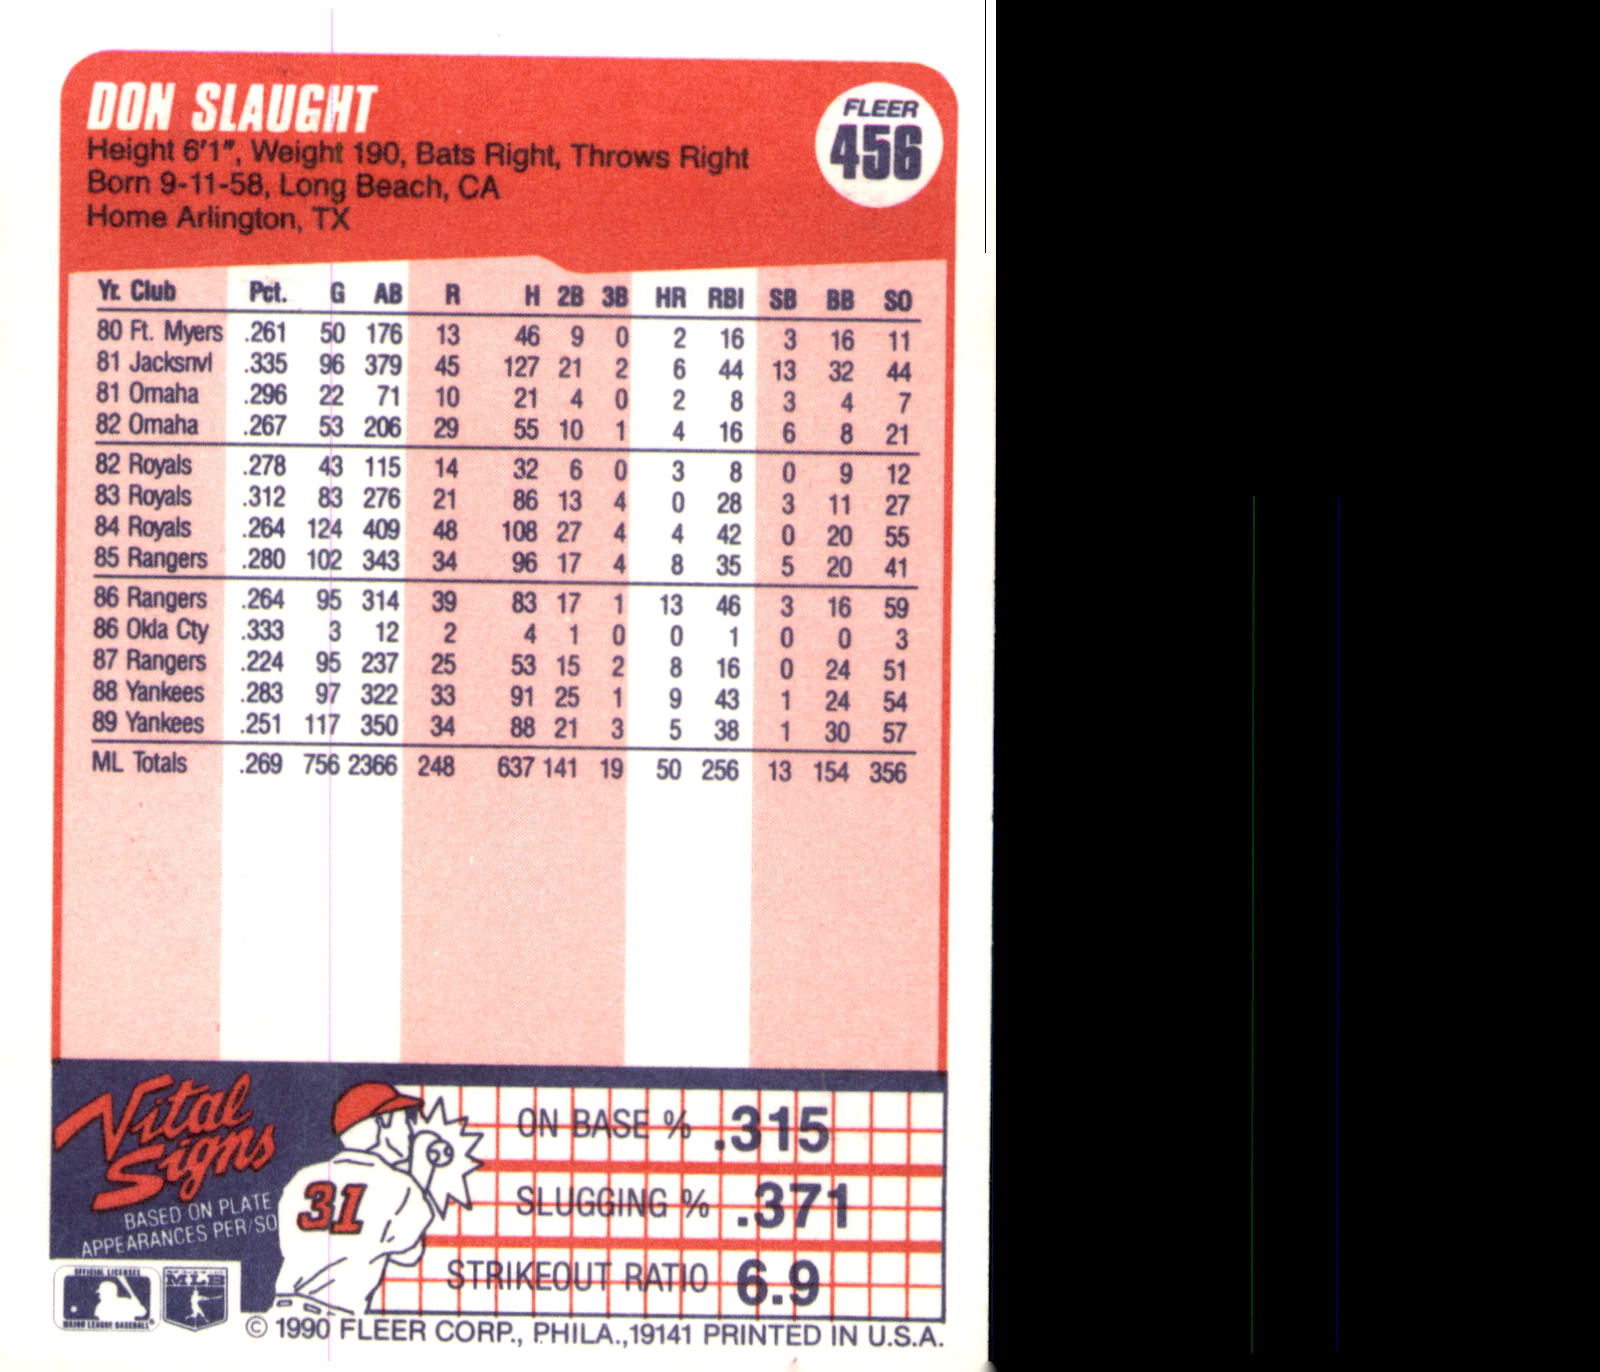 DON SLAUGHT
FLEER
456
Height 6'1", Weight 190, Bats Right, Throws Right
Born 9-11-58, Long Beach, CA
Home Arlington, TX
Yr. Club Pct. G AB R H 2B 3B HR RBI SB BB SO
80 Ft. Myers .261 50 176 13 46 9 0 2 16 3 16 11
81 Jacksnvl .335 96 379 45 127 21 2 6 44 13 32 44
81 Omaha .296 22 71 10 21 4 0 2 8 3 4 7
82 Omaha .267 53 206 29 55 10 1 4 16 6 8 21
82 Royals .278 43 115 14 32 6 0 3 8 0 9 12
83 Royals .312 83 276 21 86 13 4 0 28 3 11 27
84 Royals .264 124 409 48 108 27 4 4 42 0 20 55
85 Rangers .280 102 343 34 96 17 4 8 35 5 20 41
86 Rangers .264 95 314 39 83 17 1 13 46 3 16 59
86 Okla Cty .333 3 12 2 4 1 0 0 1 0 0 3
87 Rangers .224 95 237 25 53 15 2 8 16 0 24 51
88 Yankees .283 97 322 33 91 25 1 9 43 1 24 54
89 Yankees .251 117 350 34 88 21 3 5 38 1 30 57
ML Totals .269 756 2366 248 637 141 19 50 256 13 154 356
Vital
Signs
BASED ON PLATE
APPEARANCES PER/SO
31
ON BASE % .315
SLUGGING % .371
STRIKEOUT RATIO 6.9
OFFICIAL LICENSEE
MAJOR LEAGUE BASEBALL
MLB
© 1990 FLEER CORP., PHILA.,19141 PRINTED IN U.S.A.